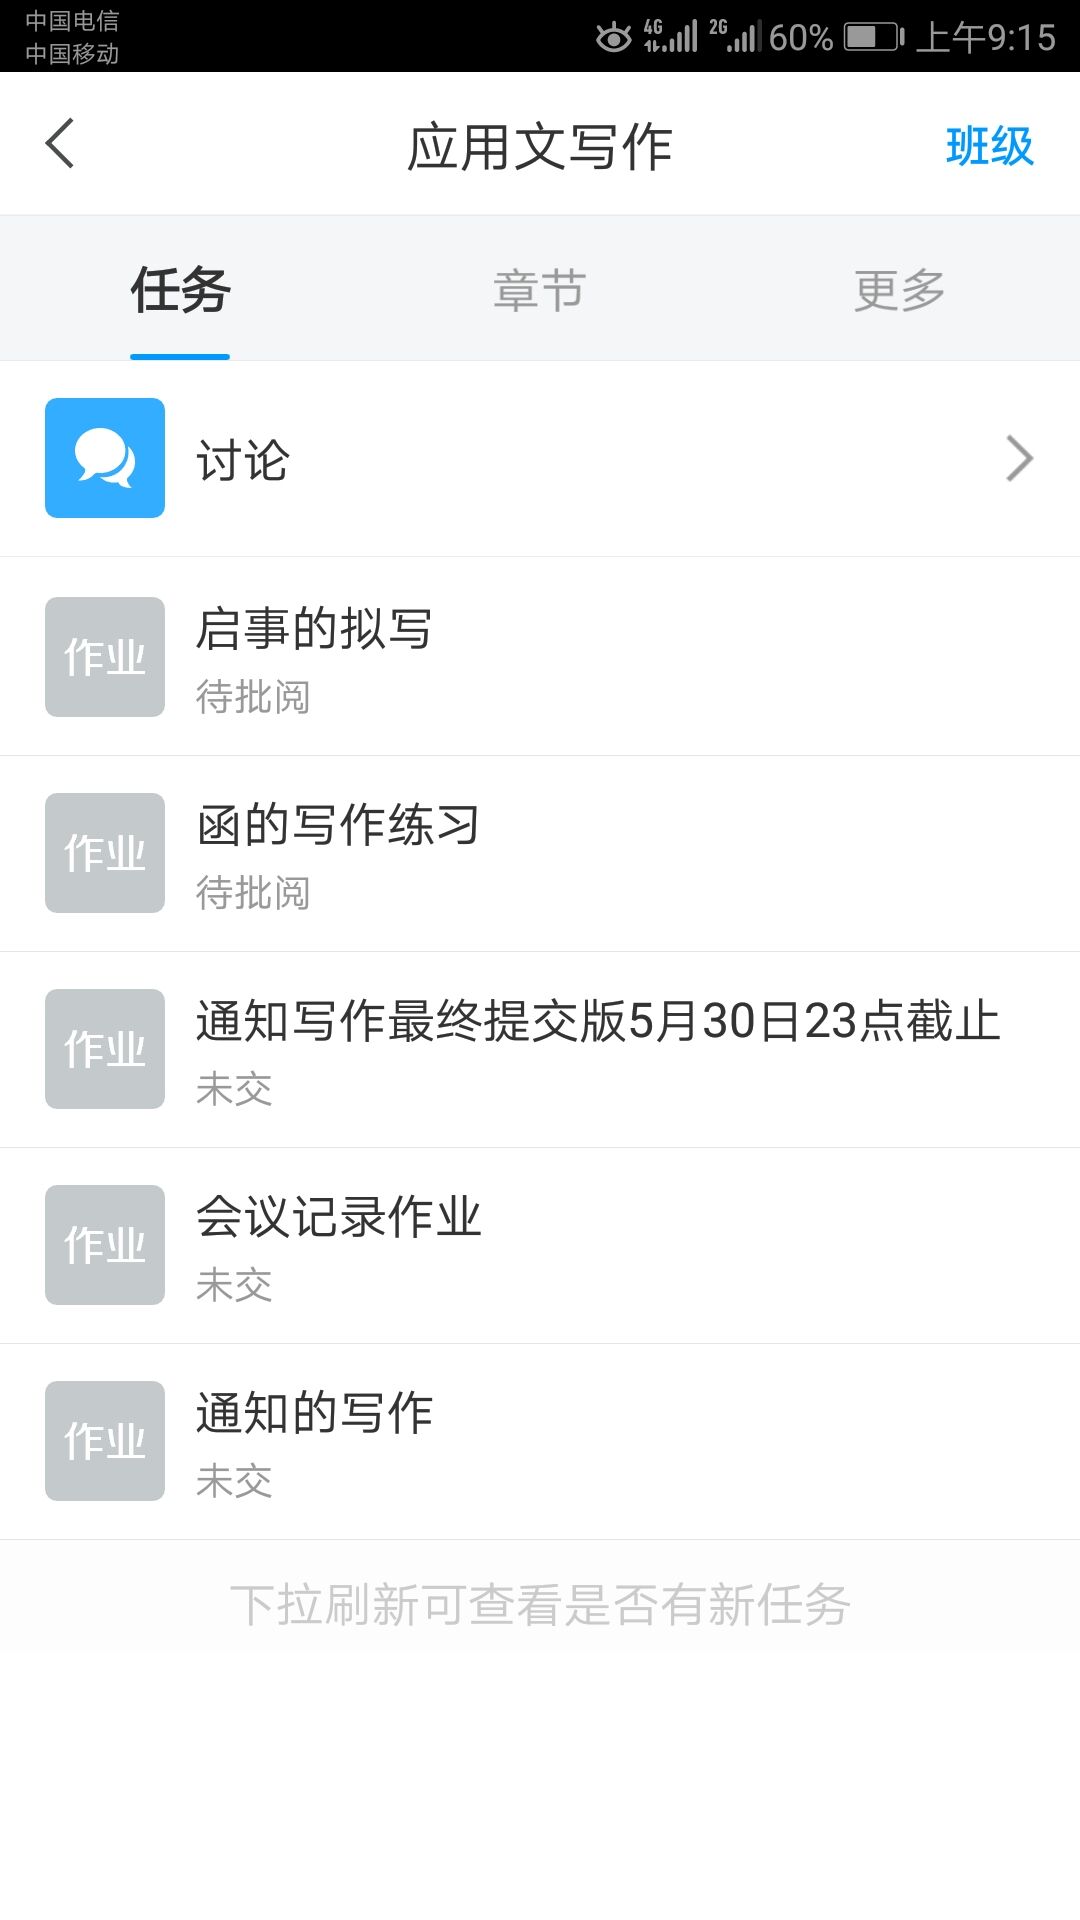 中国电信
中国移动
4G 2G 60% 上午9:15
应用文写作
班级
任务 章节 更多
讨论
作业
启事的拟写
待批阅
作业
函的写作练习
待批阅
作业
通知写作最终提交版5月30日23点截止
未交
作业
会议记录作业
未交
作业
通知的写作
未交
下拉刷新可查看是否有新任务